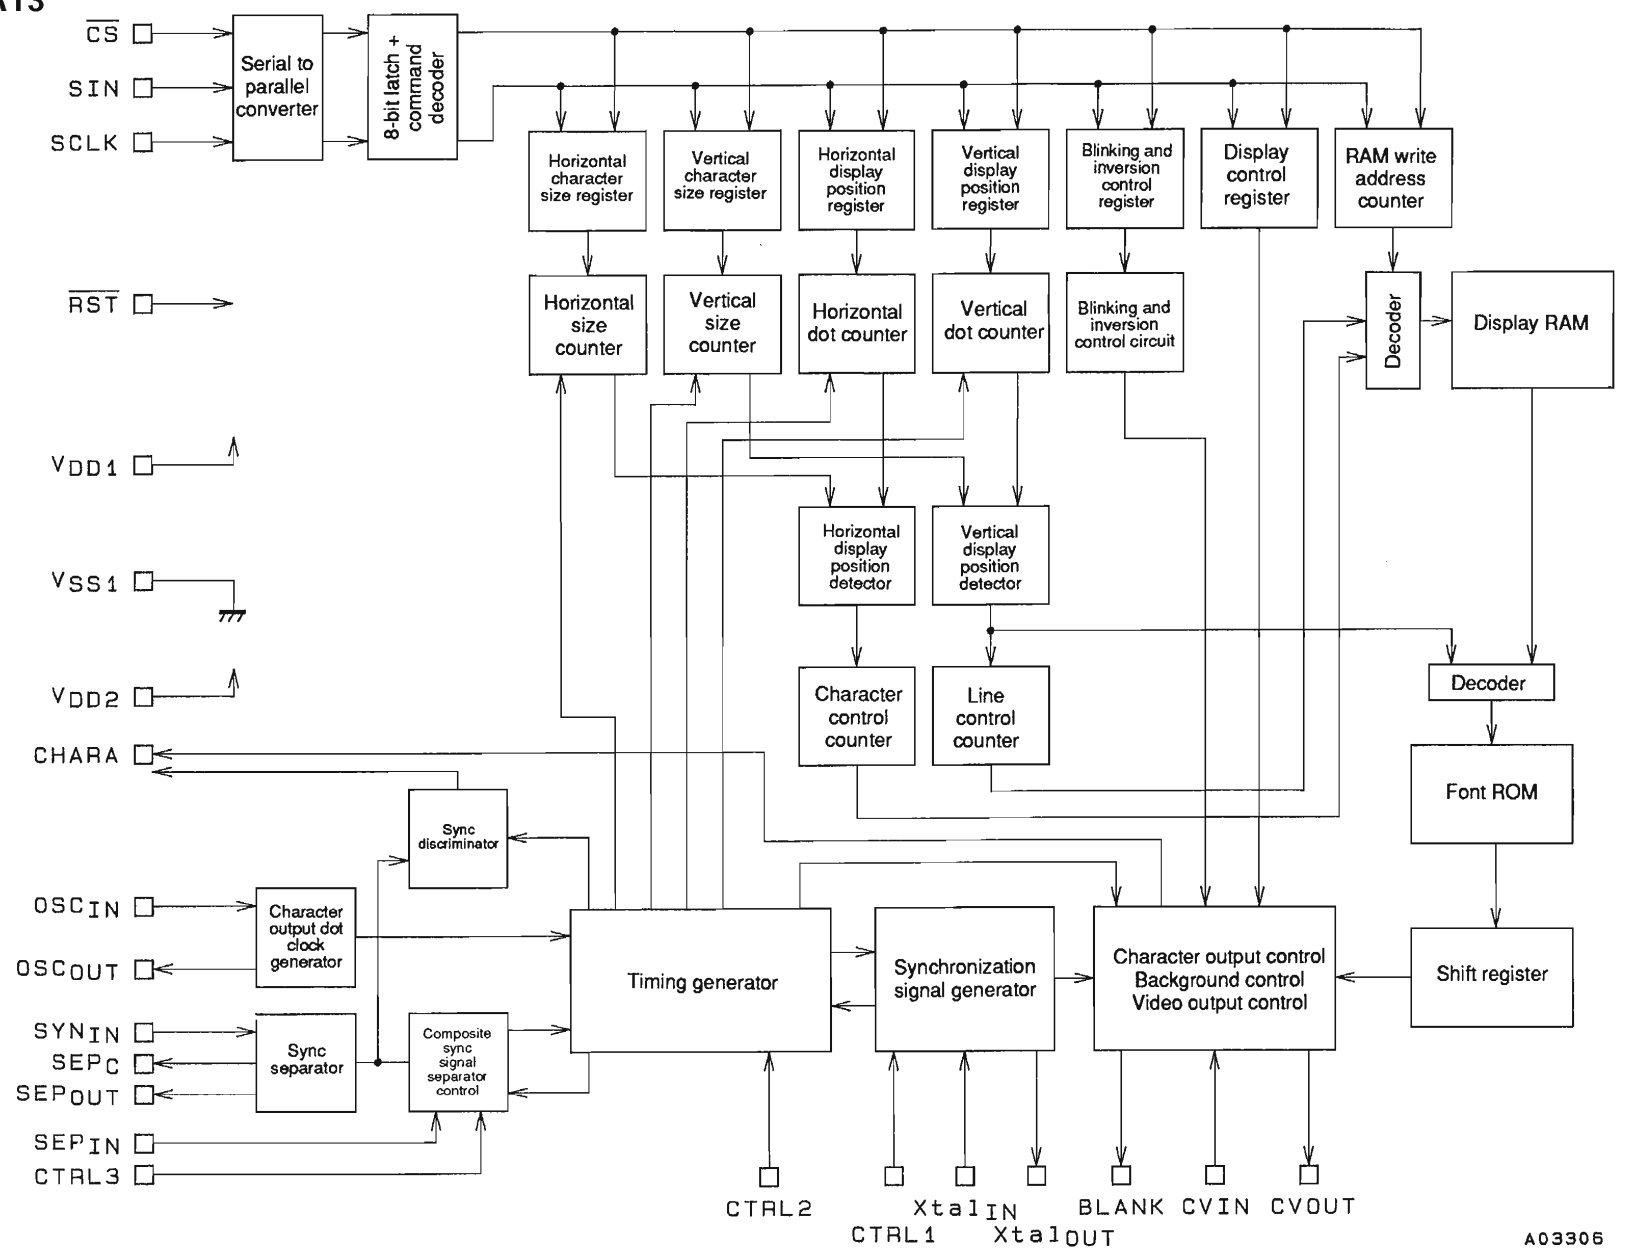 A13
CS
SIN
SCLK
RST
VDD1
VSS1
VDD2
CHARA
OSCIN
OSCOUT
SYNIN
SEPC
SEPOUT
SEPIN
CTRL3
Serial to
parallel
converter
8-bit latch +
command
decoder
Horizontal
character
size register
Vertical
character
size register
Horizontal
display
position
register
Vertical
display
position
register
Blinking and
inversion
control
register
Display
control
register
RAM write
address
counter
Horizontal
size
counter
Vertical
size
counter
Horizontal
dot counter
Vertical
dot counter
Blinking and
inversion
control circuit
Decoder
Display RAM
Horizontal
display
position
detector
Vertical
display
position
detector
Character
control
counter
Line
control
counter
Decoder
Font ROM
Shift register
Sync
discriminator
Character
output dot
clock
generator
Sync
separator
Composite
sync
signal
separator
control
Timing generator
Synchronization
signal generator
Character output control
Background control
Video output control
CTRL2
CTRL1
XtalIN
XtalOUT
BLANK
CVIN
CVOUT
A03306